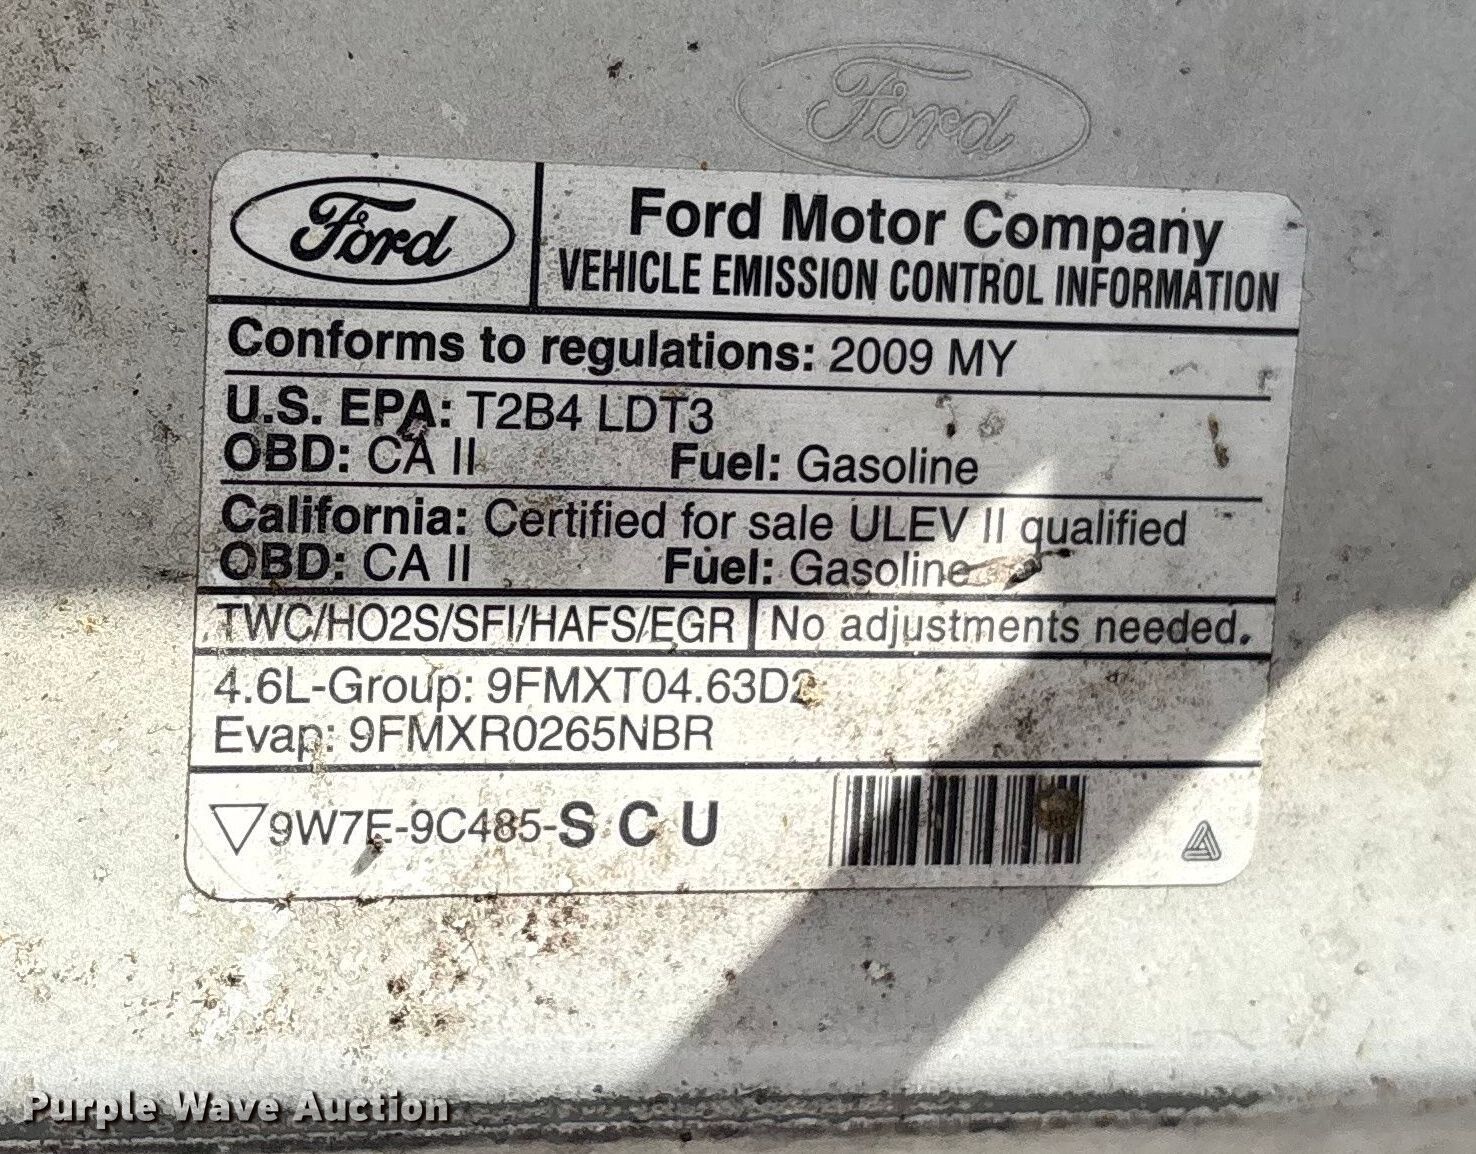 Ford
Ford
Ford Motor Company
VEHICLE EMISSION CONTROL INFORMATION
Conforms to regulations: 2009 MY
U.S. EPA: T2B4 LDT3
OBD: CA II
Fuel: Gasoline
California: Certified for sale ULEV II qualified
OBD: CA II
Fuel: Gasoline
TWC/HO2S/SFI/HAFS/EGR
No adjustments needed.
4.6L-Group: 9FMXT04.63D2
Evap: 9FMXR0265NBR
9W7E-9C485-S C U
Purple Wave Auction